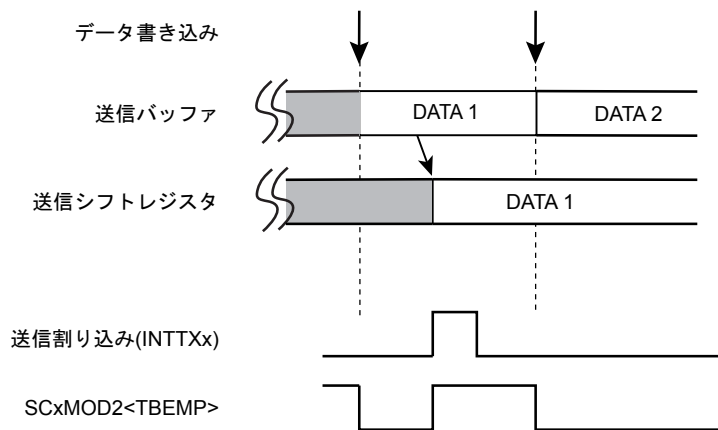 データ書き込み
送信バッファ
DATA 1
DATA 2
送信シフトレジスタ
DATA 1
送信割り込み(INTTXx)
SCxMOD2<TBEMP>